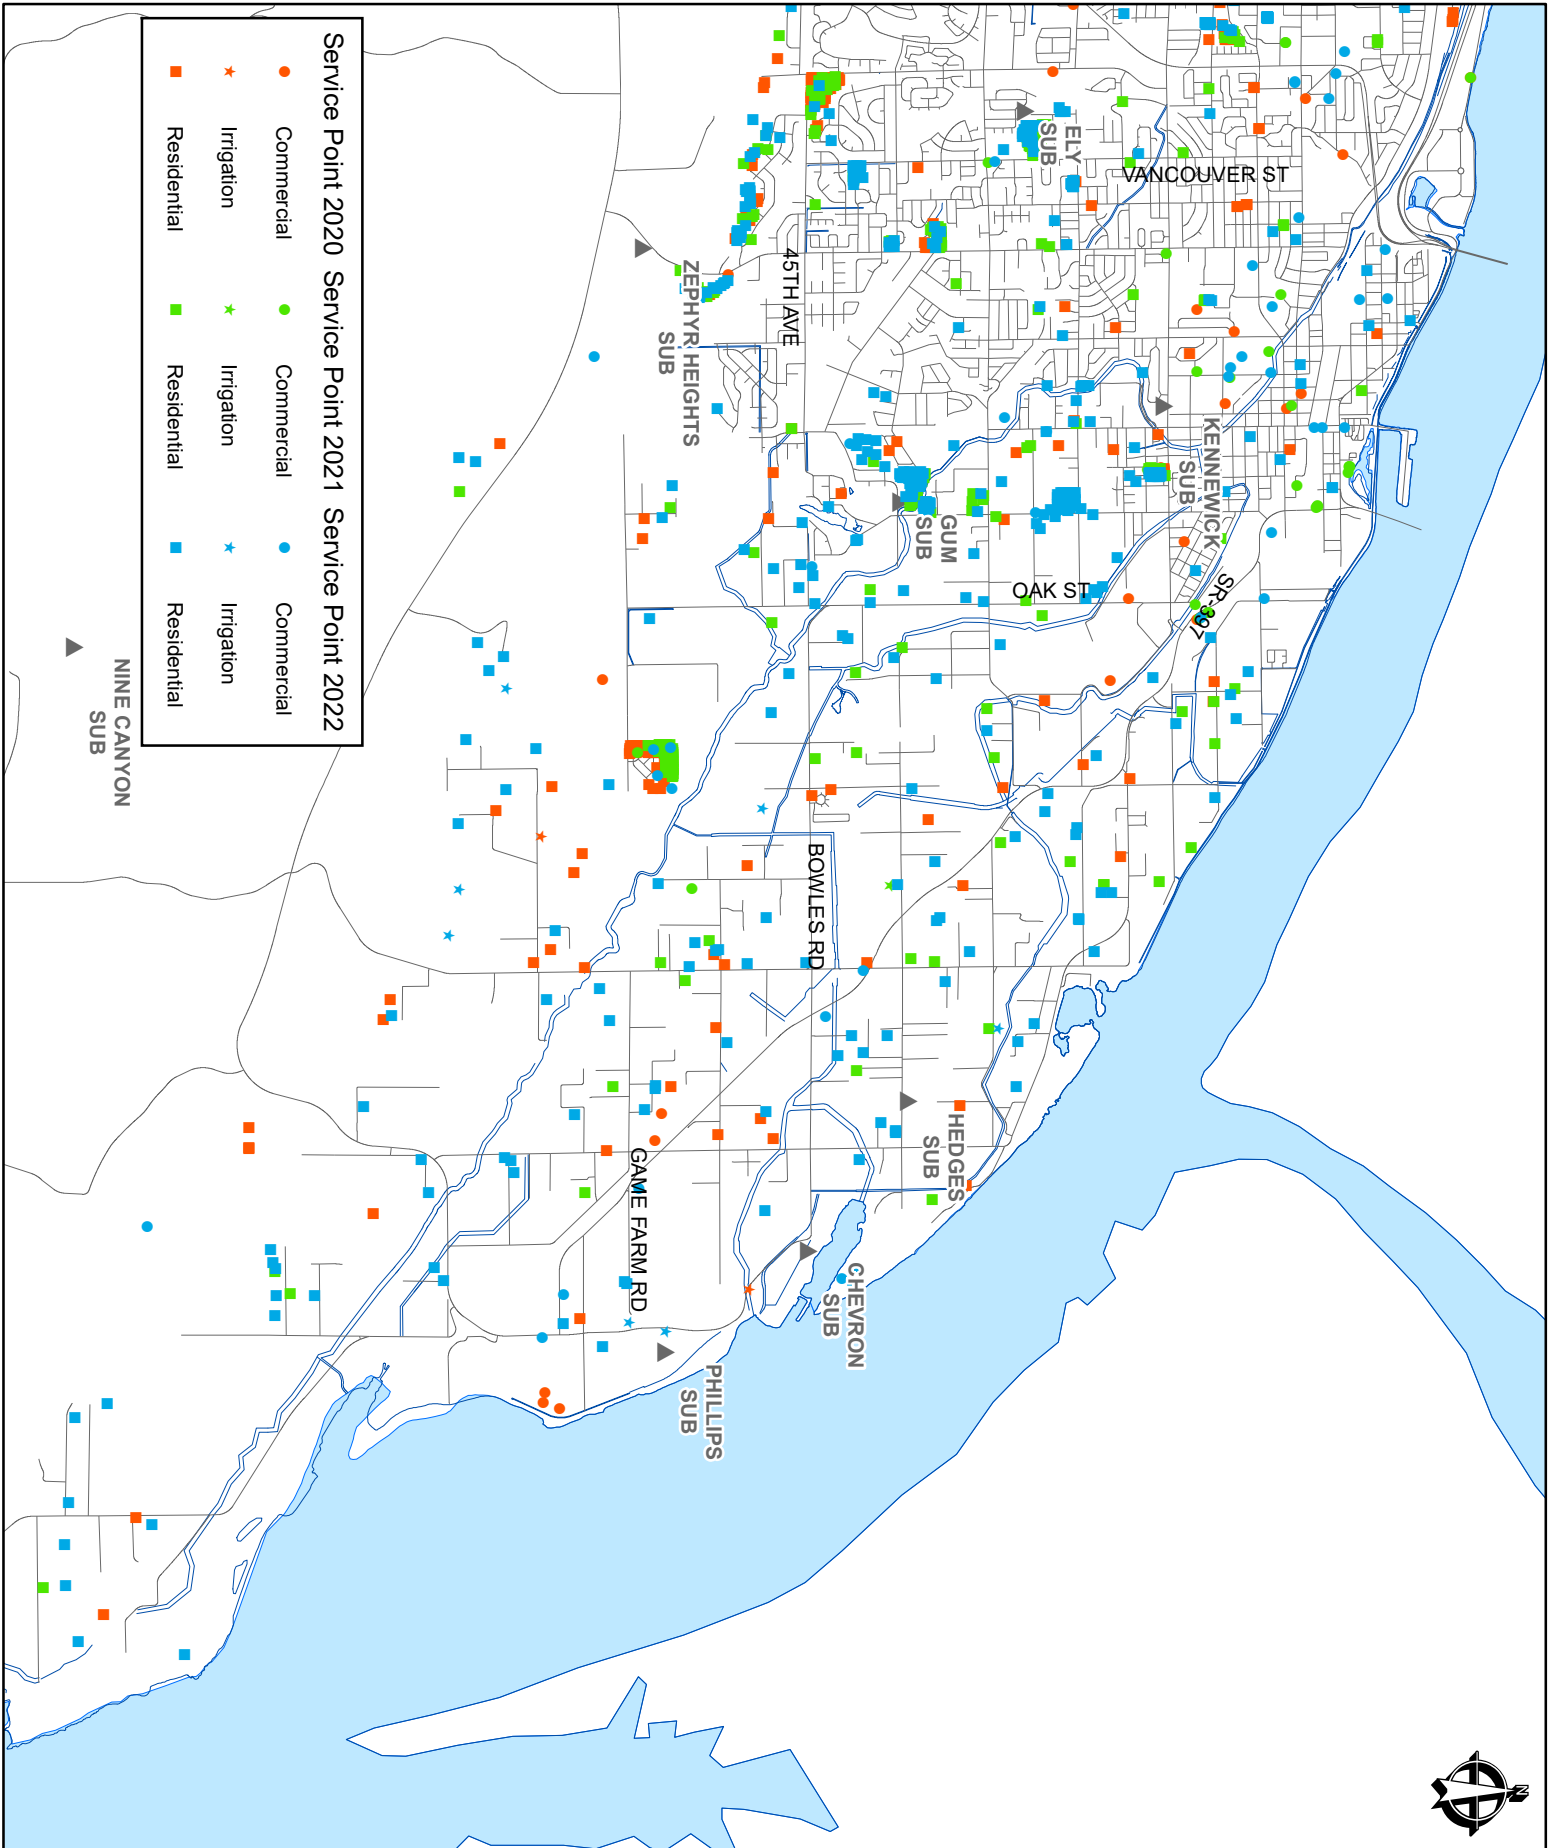 VANCOUVER ST
ELY
SUB
45TH AVE
ZEPHYR HEIGHTS
SUB
KENNEWICK
SUB
GUM
SUB
OAK ST
SR-397
BOWLES RD
HEDGES
SUB
GAME FARM RD
CHEVRON
SUB
PHILLIPS
SUB
NINE CANYON
SUB
Service Point 2020 Service Point 2021 Service Point 2022
Commercial Commercial Commercial
Irrigation Irrigation Irrigation
Residential Residential Residential
N